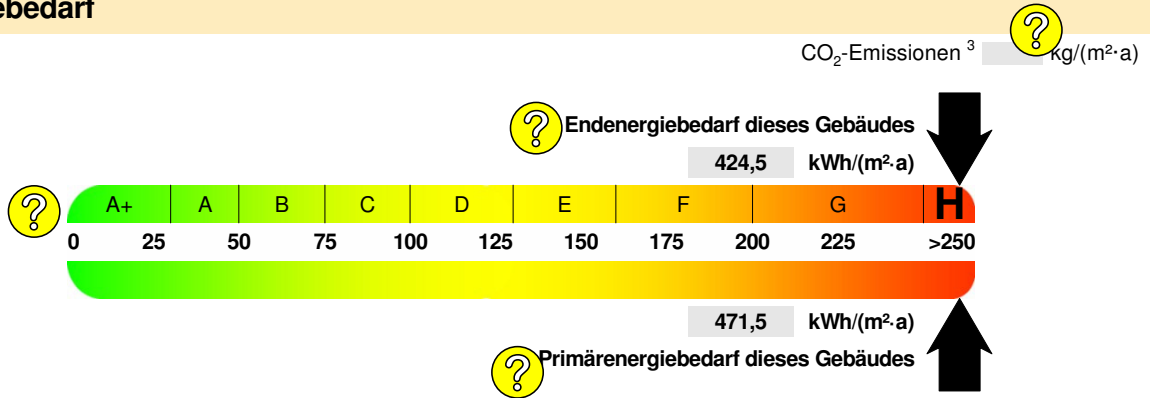 ebedarf
CO₂-Emissionen ³ kg/(m²·a)
Endenergiebedarf dieses Gebäudes
424,5 kWh/(m²·a)
A+ A B C D E F G H
0 25 50 75 100 125 150 175 200 225 >250
471,5 kWh/(m²·a)
Primärenergiebedarf dieses Gebäudes